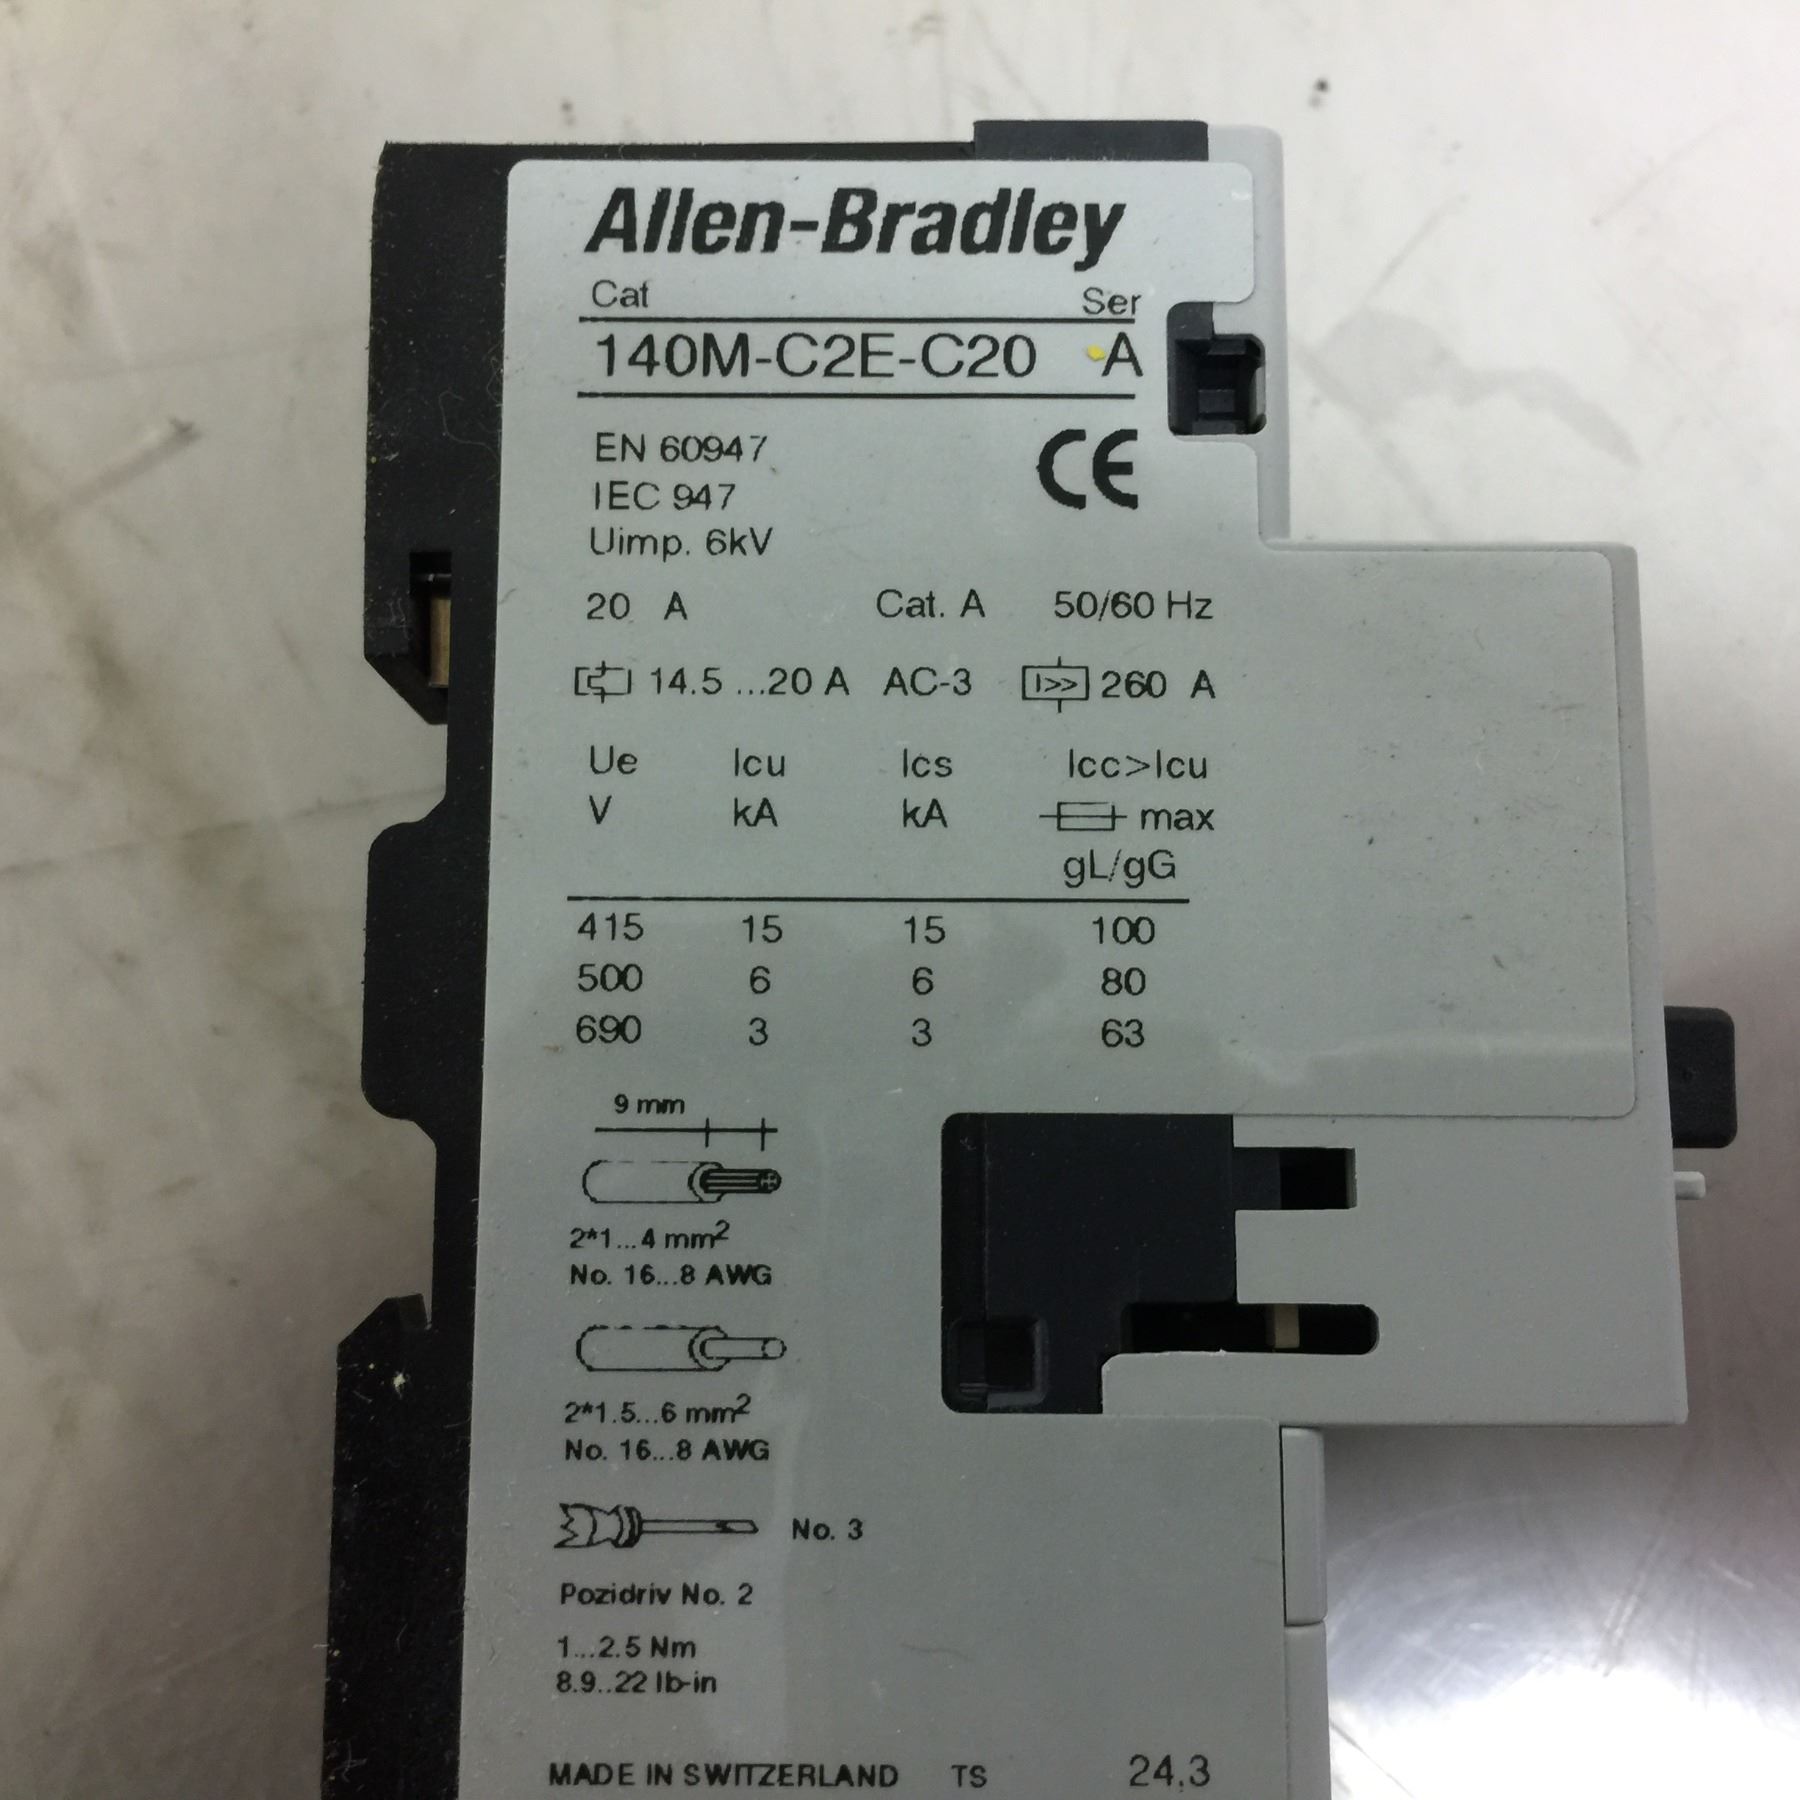 Allen-Bradley
Cat Ser
140M-C2E-C20 A
EN 60947 CE
IEC 947
Uimp. 6kV
20 A Cat. A 50/60 Hz
14.5 ...20 A AC-3 I>> 260 A
Ue Icu Ics Icc>Icu
V kA kA max
gL/gG
415 15 15 100
500 6 6 80
690 3 3 63
9 mm
2*1...4 mm2
No. 16...8 AWG
2*1.5...6 mm2
No. 16...8 AWG
No. 3
Pozidriv No. 2
1...2.5 Nm
8.9..22 lb-in
MADE IN SWITZERLAND TS 24.3